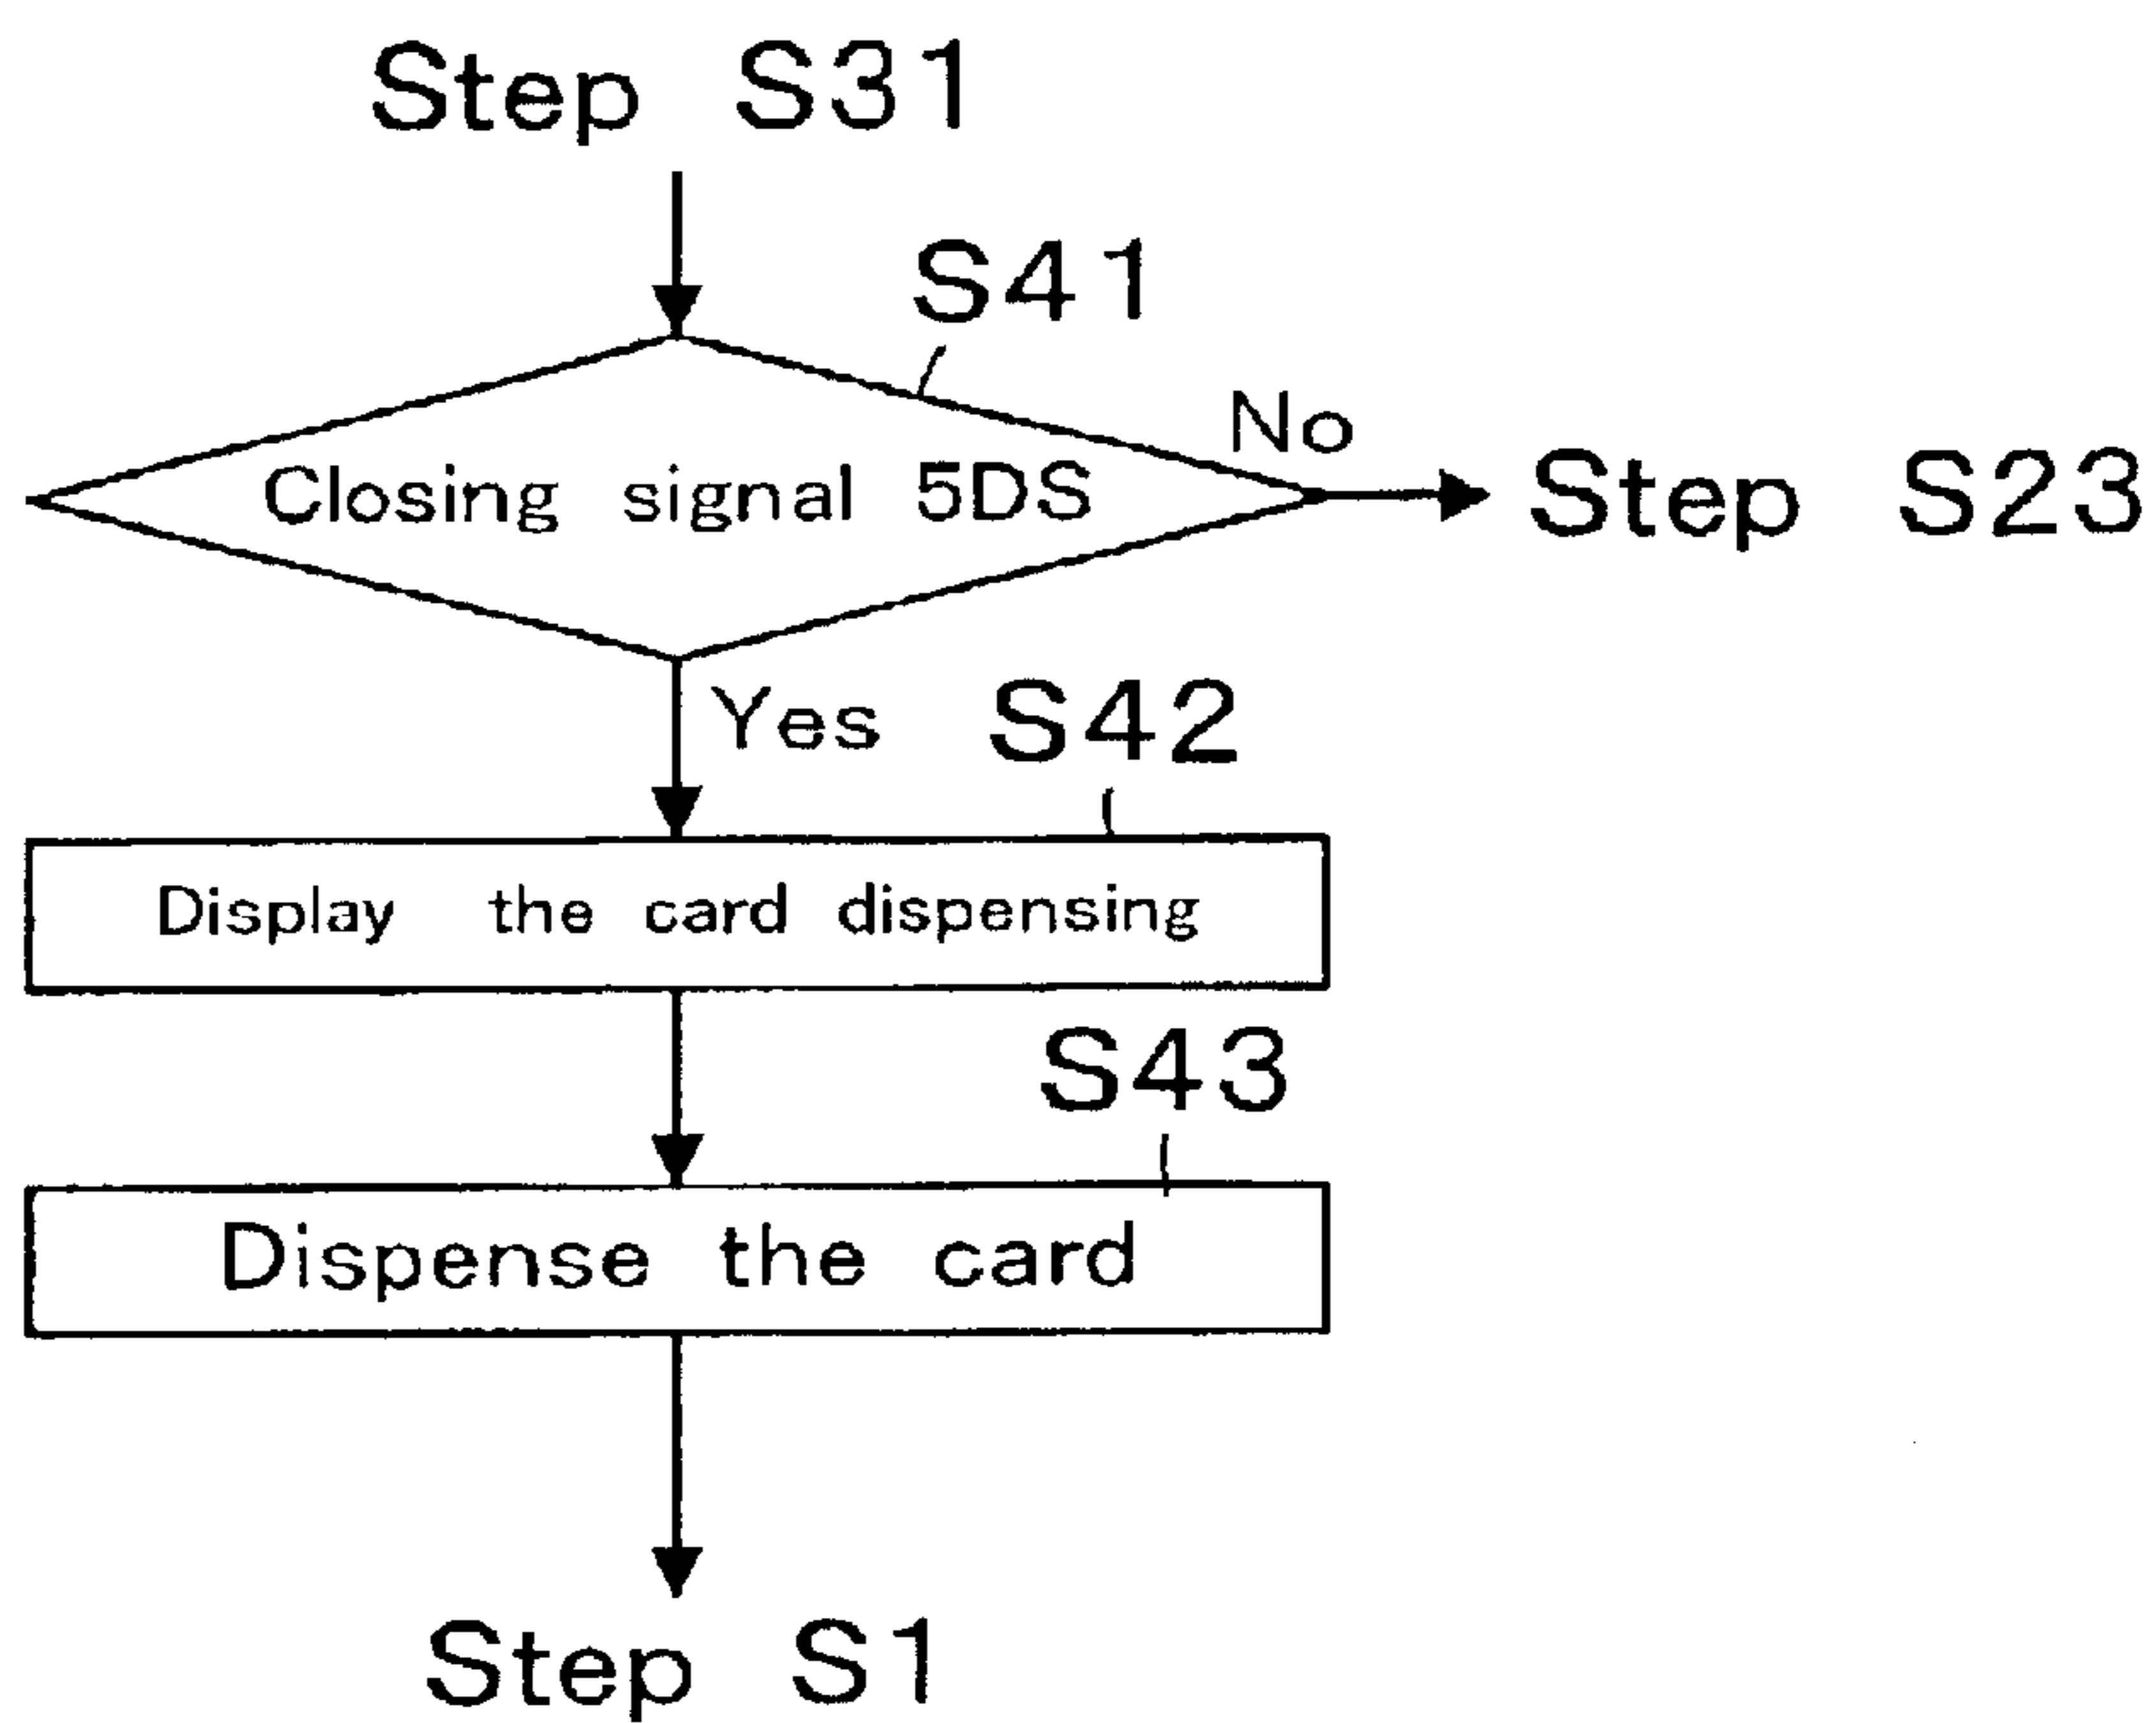 Step S31
S41
No
Closing signal 5DS
Step S23
Yes
S42
Display the card dispensing
S43
Dispense the card
Step S1